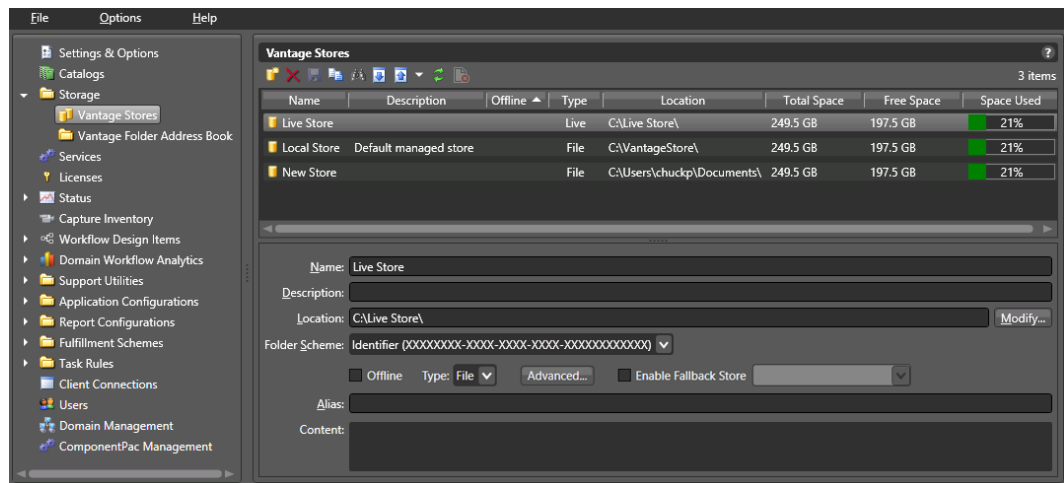 File Options Help
Settings & Options
Catalogs
Storage
Vantage Stores
Vantage Folder Address Book
Services
Licenses
Status
Capture Inventory
Workflow Design Items
Domain Workflow Analytics
Support Utilities
Application Configurations
Report Configurations
Fulfillment Schemes
Task Rules
Client Connections
Users
Domain Management
ComponentPac Management
Vantage Stores ?
3 items
Name Description Offline Type Location Total Space Free Space Space Used
Live Store Live C:\Live Store\ 249.5 GB 197.5 GB 21%
Local Store Default managed store File C:\VantageStore\ 249.5 GB 197.5 GB 21%
New Store File C:\Users\chuckp\Documents\ 249.5 GB 197.5 GB 21%
Name: Live Store
Description:
Location: C:\Live Store\ Modify...
Folder Scheme: Identifier (XXXXXXXX-XXXX-XXXX-XXXX-XXXXXXXXXXXX)
Offline Type: File Advanced... Enable Fallback Store
Alias:
Content: